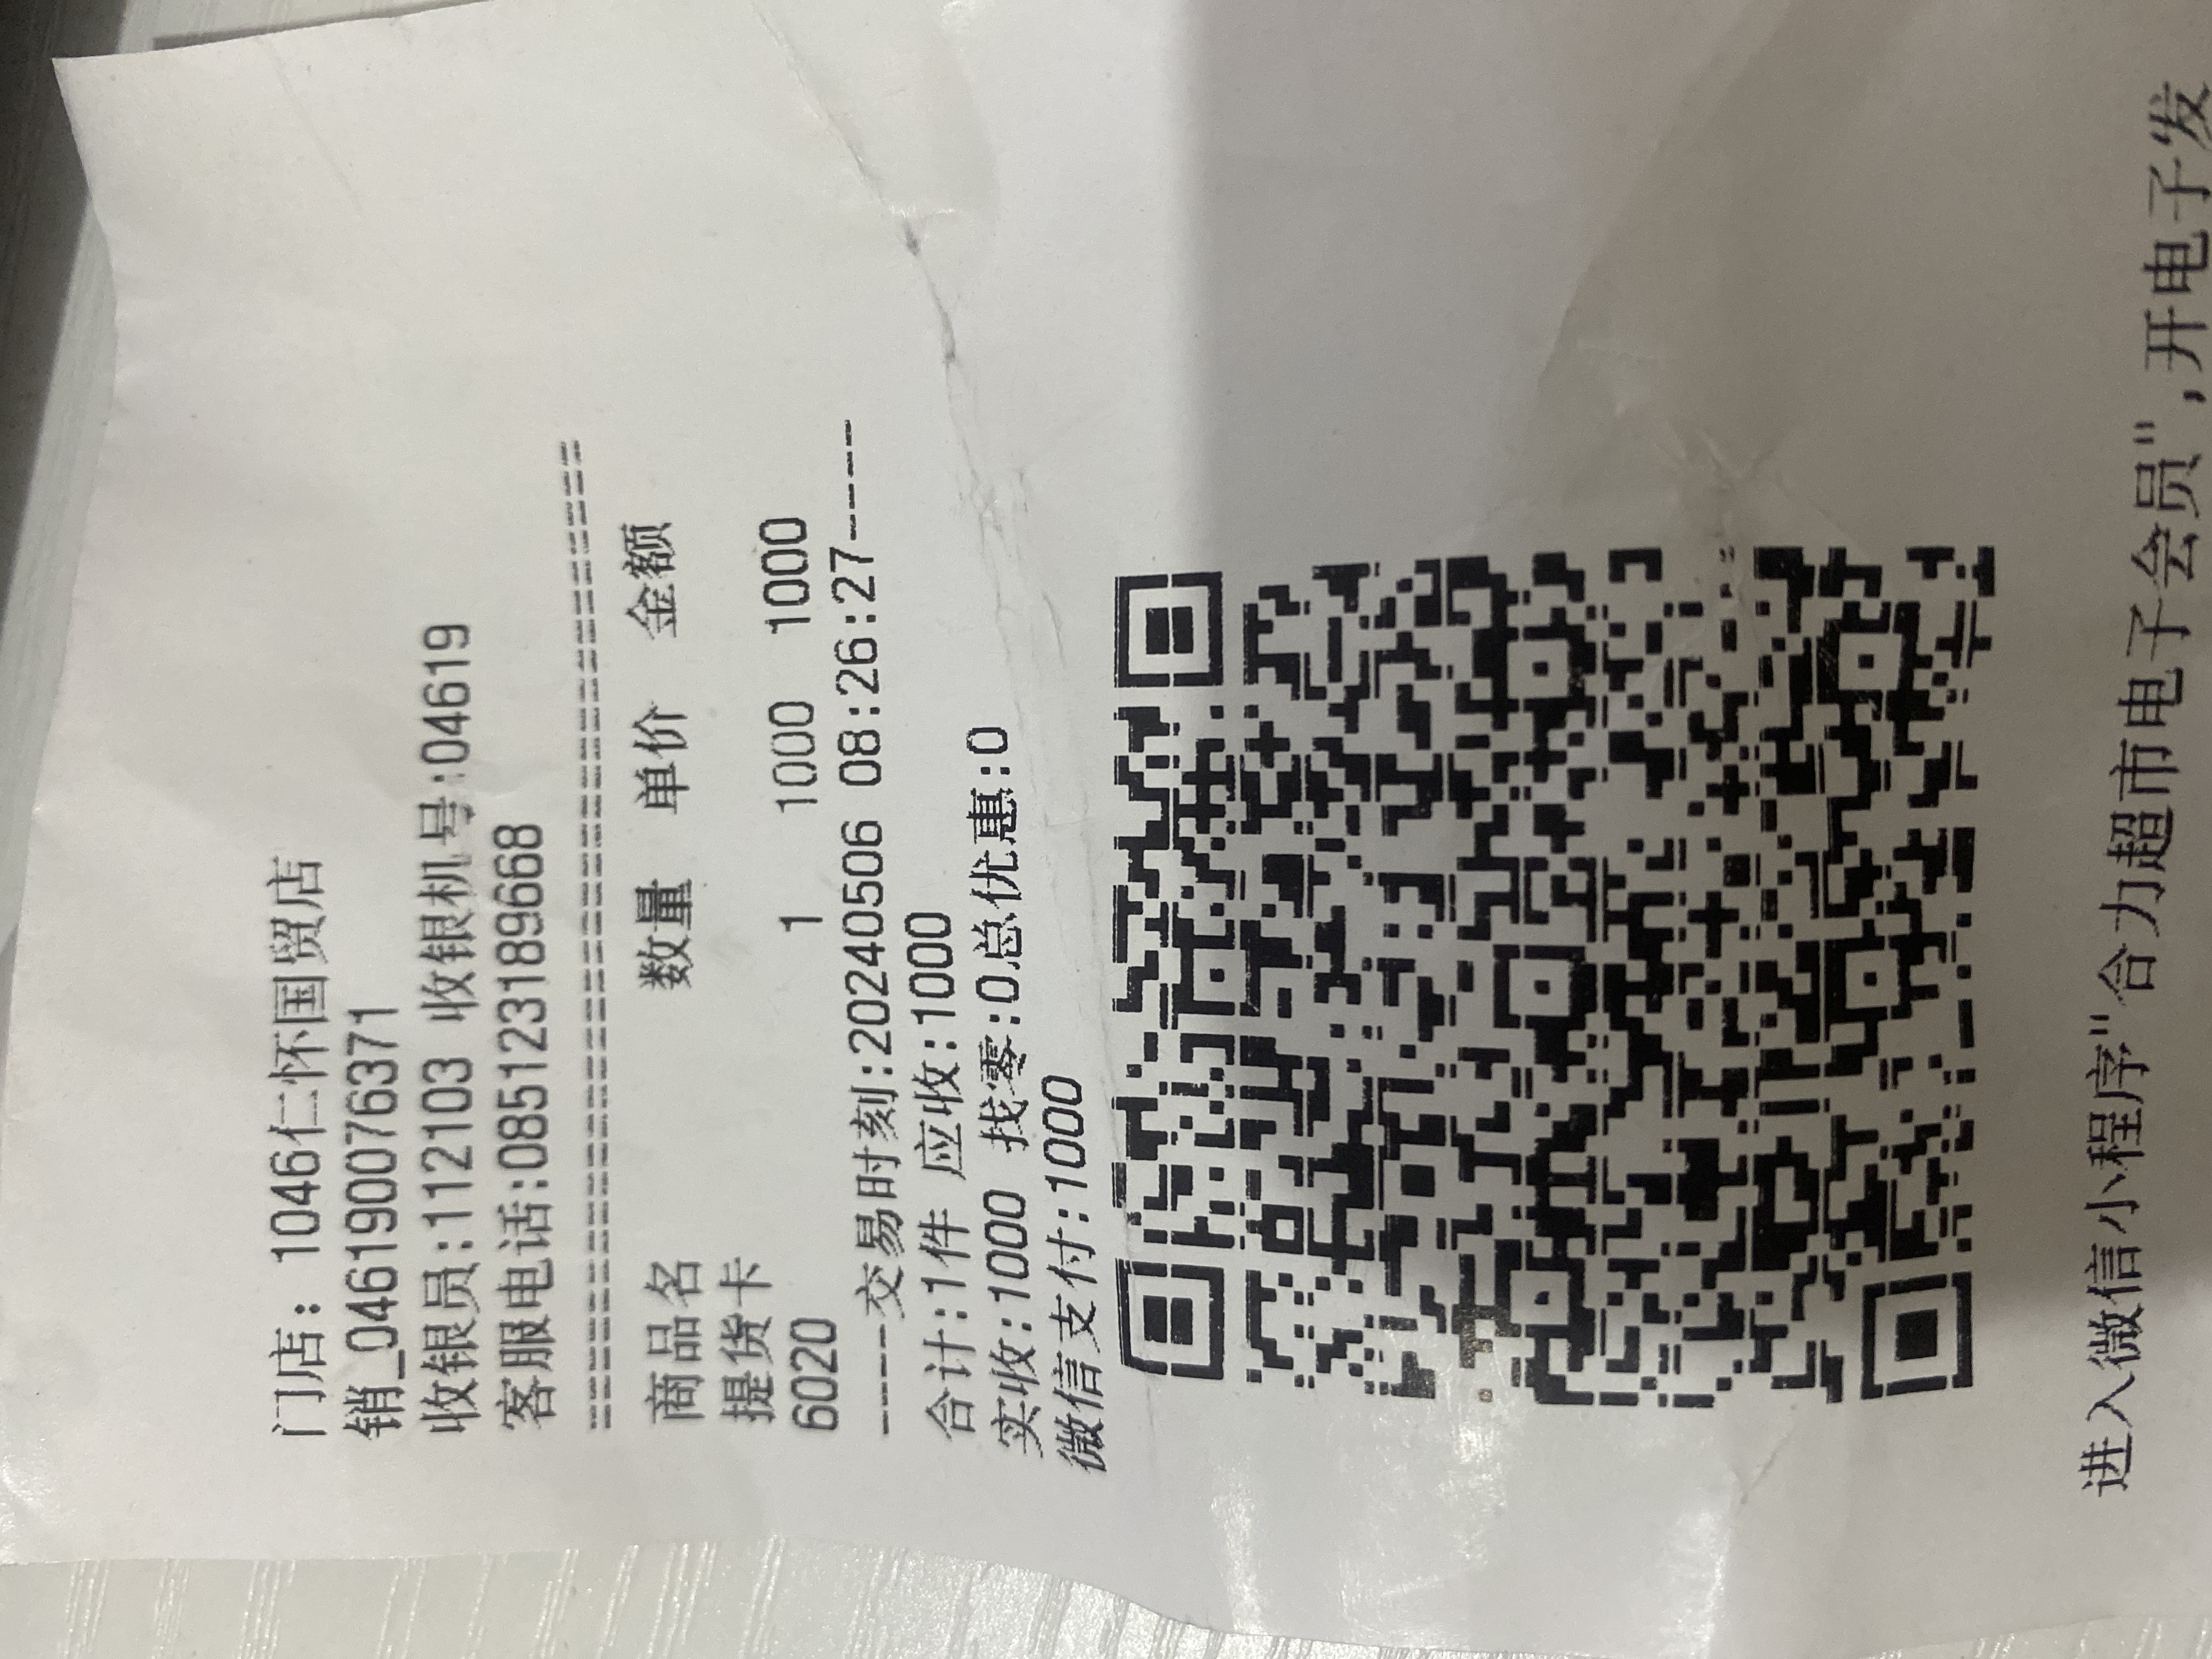 门店: 1046仁怀国贸店
销_046190076371
收银员:112103 收银机号:04619
客服电话:085123189668
================================
商品名 数量 单价 金额
提货卡
6020 1 1000 1000
----交易时刻:20240506 08:26:27-----
合计:1件 应收:1000
实收:1000 找零:0总优惠:0
微信支付:1000
进入微信小程序"合力超市电子会员",开电子发